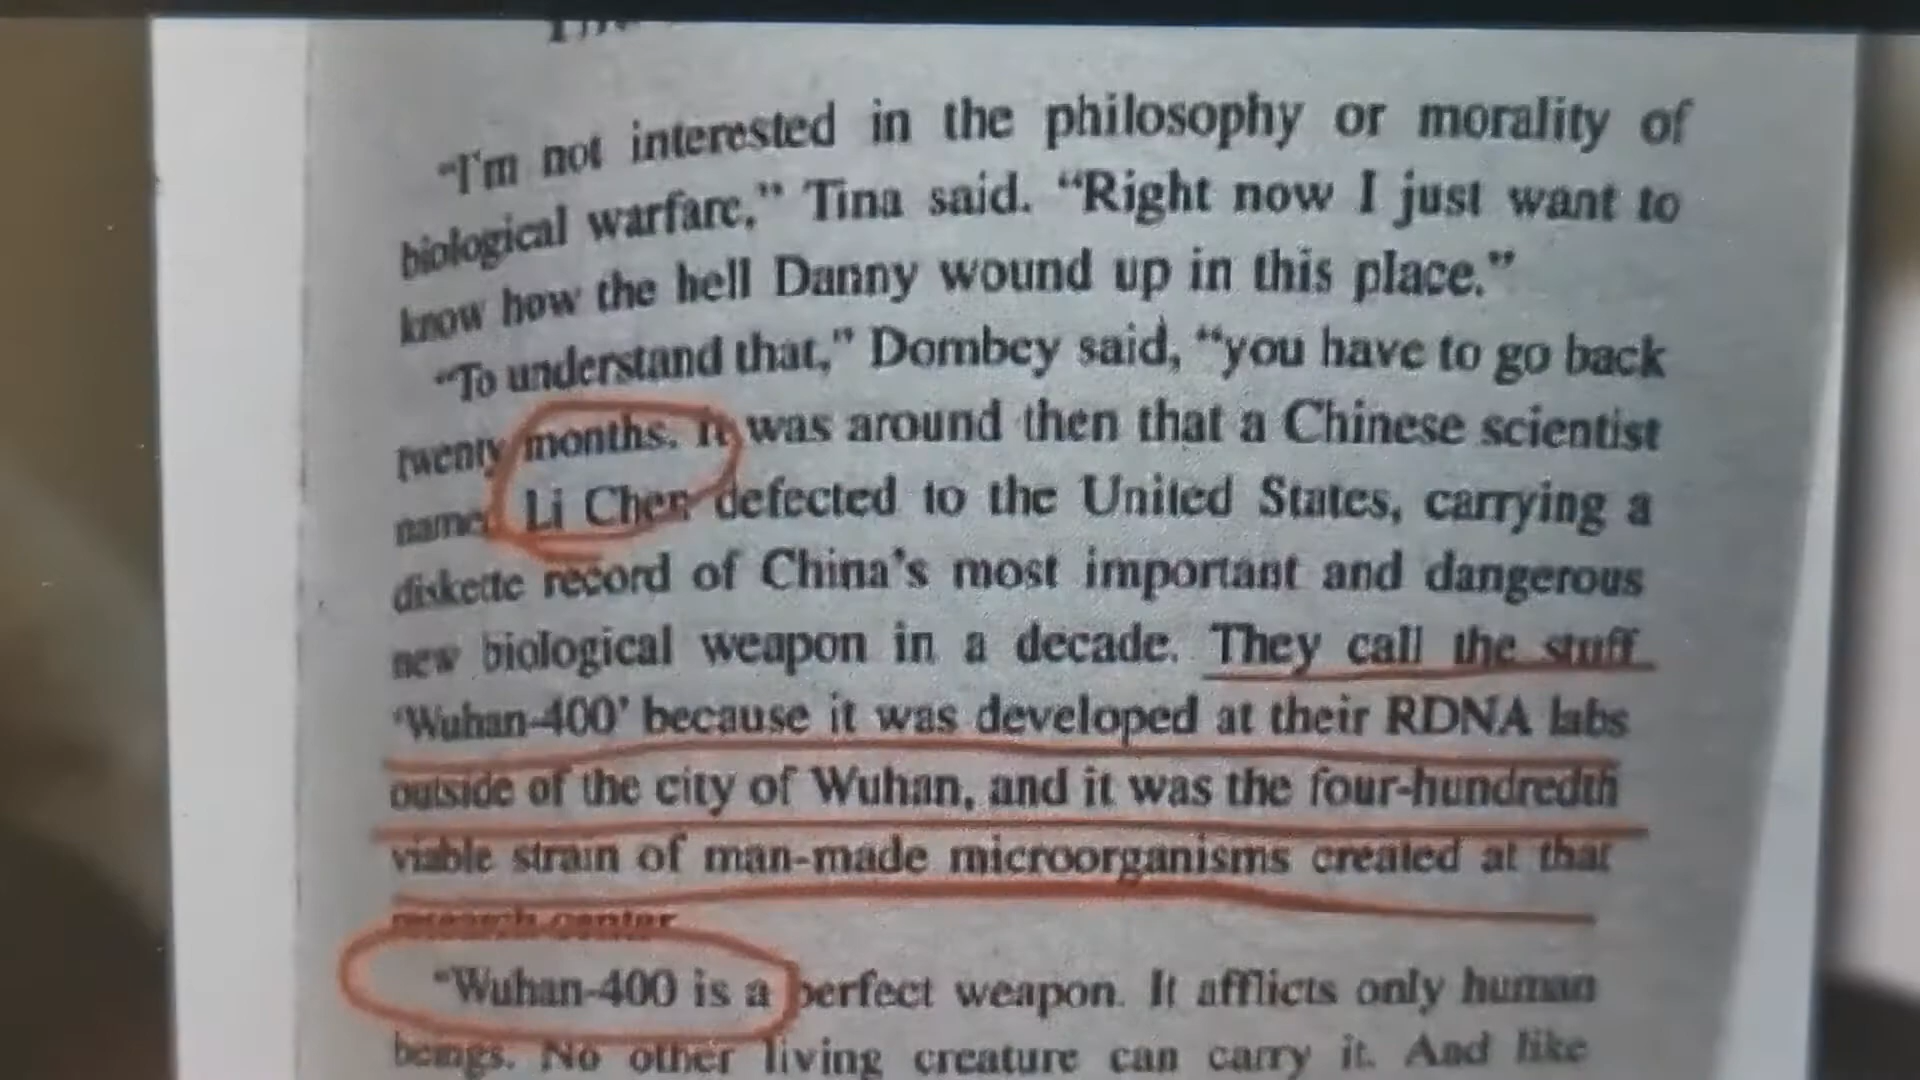 "I'm not interested in the philosophy or morality of
biological warfare," Tina said. "Right now I just want to
know how the hell Danny wound up in this place."
"To understand that," Dombey said, "you have to go back
twenty months. It was around then that a Chinese scientist
named Li Chen defected to the United States, carrying a
diskette record of China's most important and dangerous
new biological weapon in a decade. They call the stuff
'Wuhan-400' because it was developed at their RDNA labs
outside of the city of Wuhan, and it was the four-hundredth
viable strain of man-made microorganisms created at that
research center
"Wuhan-400 is a perfect weapon. It afflicts only human
beings. No other living creature can carry it. And like